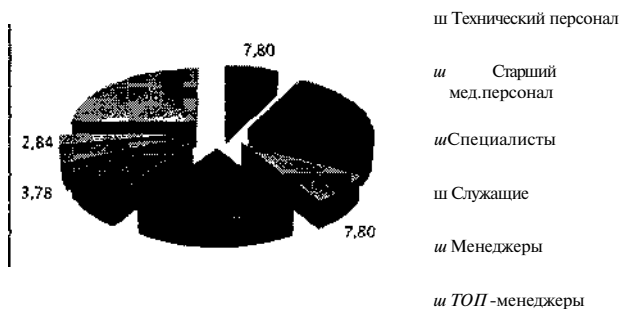 7,80
2,84
3,78
7,80
ш Технический персонал
ш Старший
мед.персонал
шСпециалисты
ш Служащие
ш Менеджеры
ш ТОП -менеджеры